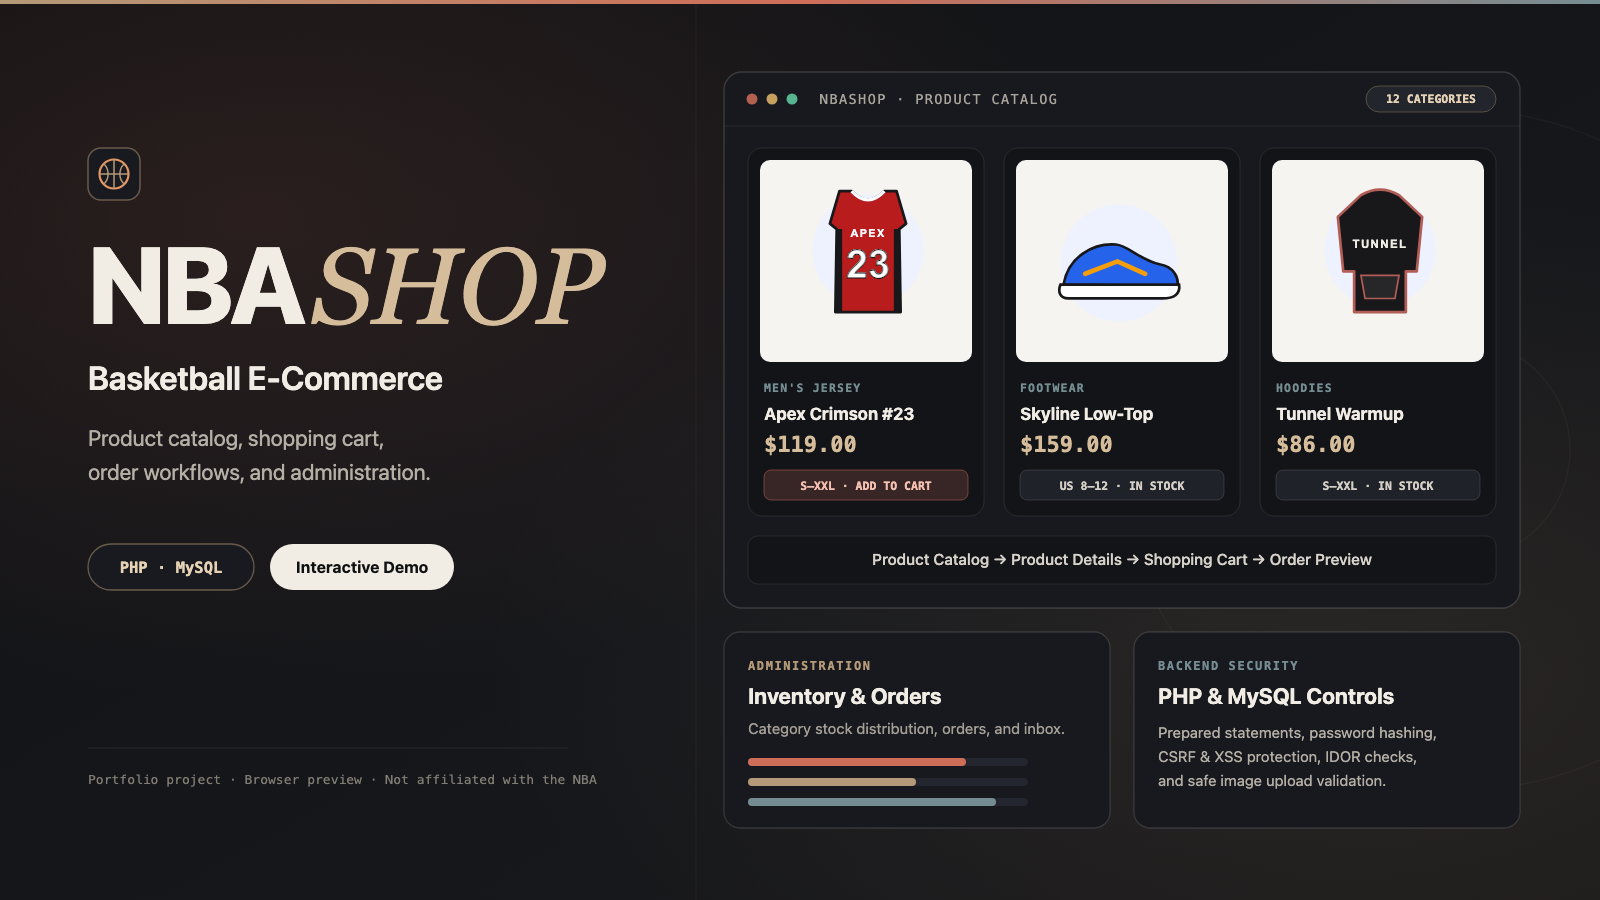 NBASHOP
Basketball E-Commerce
Product catalog, shopping cart,
order workflows, and administration.
PHP · MySQL
Interactive Demo
Portfolio project · Browser preview · Not affiliated with the NBA
NBASHOP · PRODUCT CATALOG
12 CATEGORIES
APEX
23
MEN'S JERSEY
Apex Crimson #23
$119.00
S–XXL · ADD TO CART
FOOTWEAR
Skyline Low-Top
$159.00
US 8–12 · IN STOCK
TUNNEL
HOODIES
Tunnel Warmup
$86.00
S–XXL · IN STOCK
Product Catalog → Product Details → Shopping Cart → Order Preview
ADMINISTRATION
Inventory & Orders
Category stock distribution, orders, and inbox.
BACKEND SECURITY
PHP & MySQL Controls
Prepared statements, password hashing,
CSRF & XSS protection, IDOR checks,
and safe image upload validation.